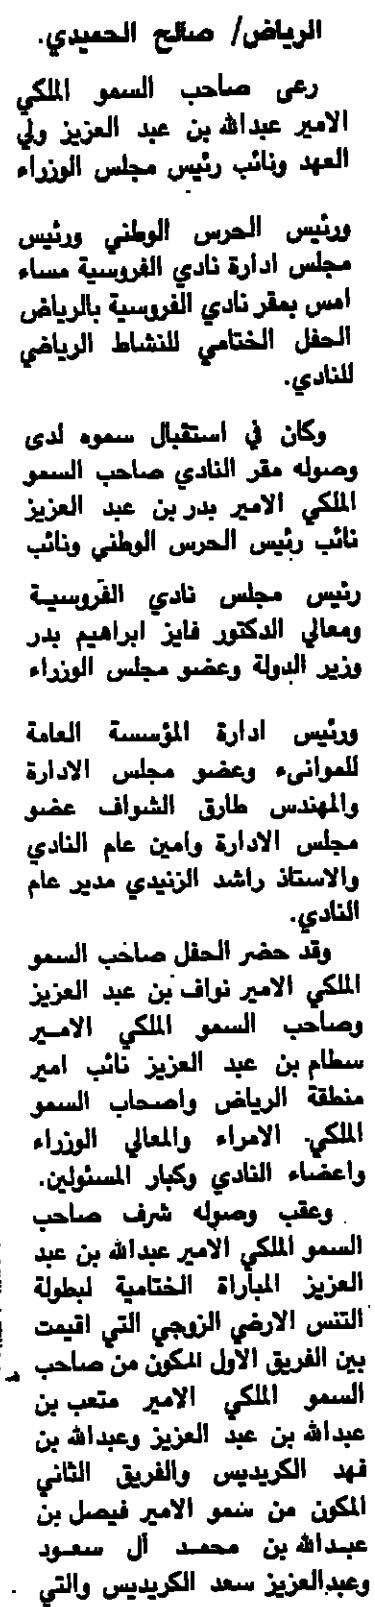 الرياض/ صالح الحميدي.
رعى صاحب السمو الملكي
الامير عبدالله بن عبد العزيز ولي
العهد ونائب رئيس مجلس الوزراء
ورئيس الحرس الوطني ورئيس
مجلس ادارة نادي الفروسية مساء
امس بمقر نادي الفروسية بالرياض
الحفل الختامي للنشاط الرياضي
للنادي.
وكان في استقبال سموه لدى
وصوله مقر النادي صاحب السمو
الملكي الامير بدر بن عبد العزيز
نائب رئيس الحرس الوطني ونائب
رئيس مجلس نادي الفروسية
ومعالي الدكتور فايز ابراهيم بدر
وزير الدولة وعضو مجلس الوزراء
ورئيس ادارة المؤسسة العامة
للموانىء وعضو مجلس الادارة
والمهندس طارق الشواف عضو
مجلس الادارة وامين عام النادي
والاستاذ راشد الزنيدي مدير عام
النادي.
وقد حضر الحفل صاحب السمو
الملكي الامير نواف بن عبد العزيز
وصاحب السمو الملكي الامير
سطام بن عبد العزيز نائب امير
منطقة الرياض واصحاب السمو
الملكي الامراء والمعالي الوزراء
واعضاء النادي وكبار المسئولين.
وعقب وصوله شرف صاحب
السمو الملكي الامير عبدالله بن عبد
العزيز المباراة الختامية لبطولة
التنس الارضي الزوجي التي اقيمت
بين الفريق الاول المكون من صاحب
السمو الملكي الامير متعب بن
عبدالله بن عبد العزيز وعبدالله بن
فهد الكريديس والفريق الثاني
المكون من سمو الامير فيصل بن
عبدالله بن محمد آل سعود
وعبدالعزيز سعد الكريديس والتي